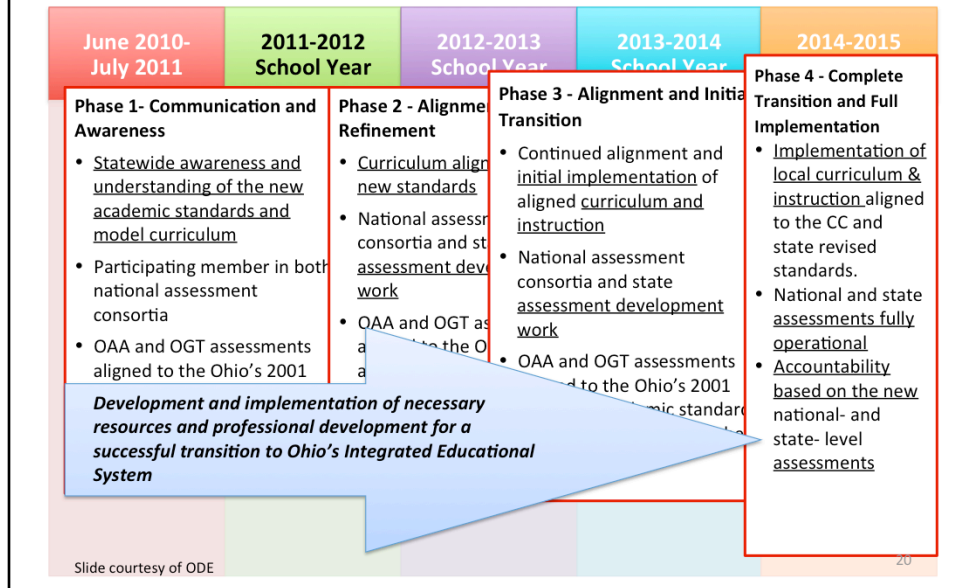 June 2010-
July 2011
2011-2012
School Year
2012-2013
School Year
2013-2014
School Year
2014-2015
Phase 1- Communication and
Awareness
• Statewide awareness and
understanding of the new
academic standards and
model curriculum
• Participating member in both
national assessment
consortia
• OAA and OGT assessments
aligned to the Ohio's 2001
Phase 2 - Alignme
Refinement
• Curriculum align
new standards
• National assess
consortia and st
assessment deve
work
• OAA and OGT as
to the O
Phase 3 - Alignment and Initia
Transition
• Continued alignment and
initial implementation of
aligned curriculum and
instruction
• National assessment
consortia and state
assessment development
work
• OAA and OGT assessments
to the Ohio's 2001
mic standard
Phase 4 - Complete
Transition and Full
Implementation
• Implementation of
local curriculum &
instruction aligned
to the CC and
state revised
standards.
• National and state
assessments fully
operational
• Accountability
based on the new
national- and
state- level
assessments
Development and implementation of necessary
resources and professional development for a
successful transition to Ohio's Integrated Educational
System
Slide courtesy of ODE
20